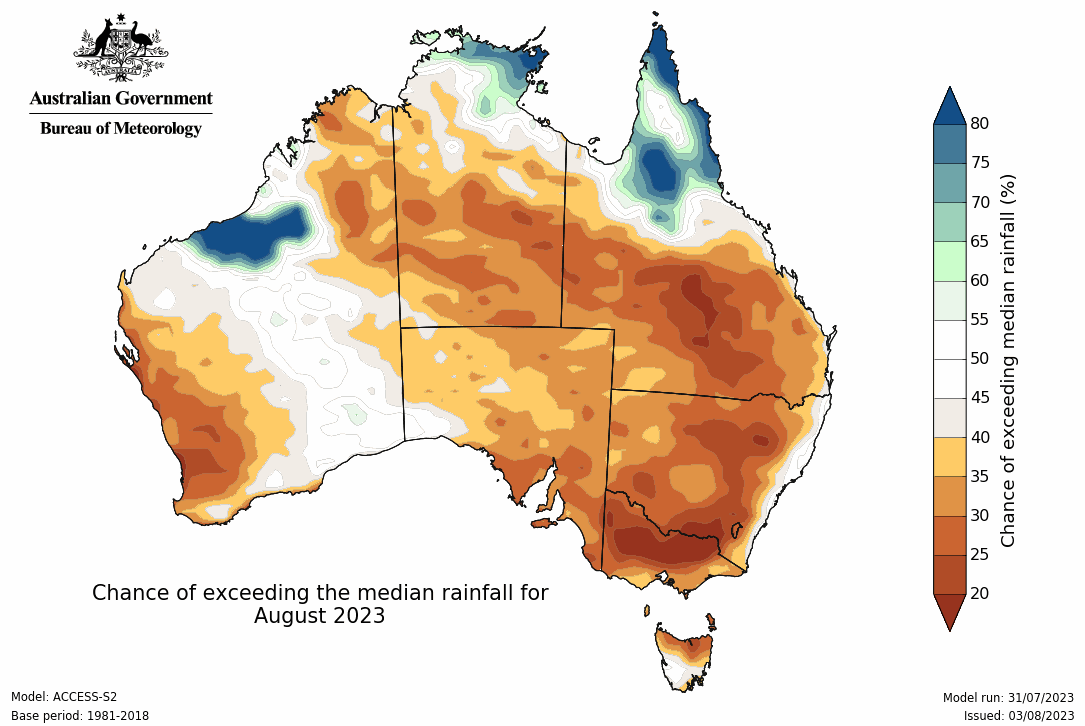 AUSTRALIA
Australian Government
Bureau of Meteorology
80
75
70
65
60
55
50
45
40
35
30
25
20
Chance of exceeding median rainfall (%)
Chance of exceeding the median rainfall for
August 2023
Model: ACCESS-S2
Base period: 1981-2018
Model run: 31/07/2023
Issued: 03/08/2023